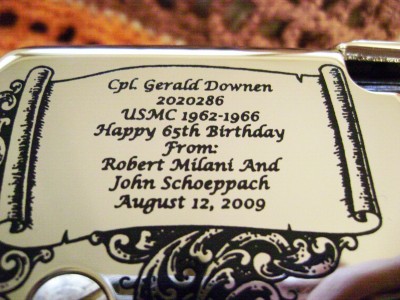 Cpl. Gerald Downen
2020286
USMC 1962-1966
Happy 65th Birthday
From:
Robert Milani And
John Schoeppach
August 12, 2009